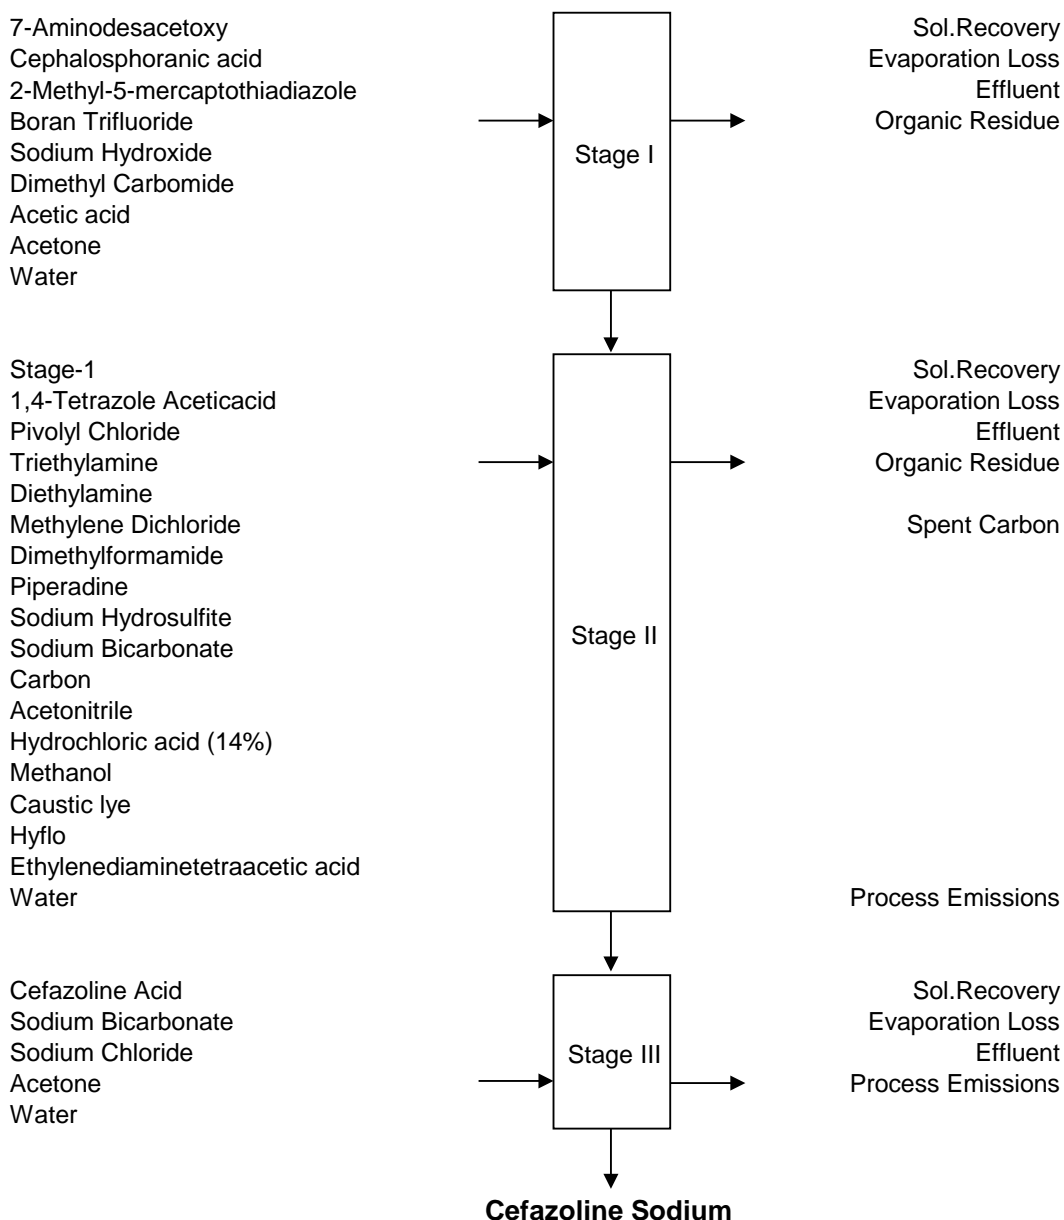 7-Aminodesacetoxy
Cephalosphoranic acid
2-Methyl-5-mercaptothiadiazole
Boran Trifluoride
Sodium Hydroxide
Dimethyl Carbomide
Acetic acid
Acetone
Water
Stage I
Sol.Recovery
Evaporation Loss
Effluent
Organic Residue
Stage-1
1,4-Tetrazole Aceticacid
Pivolyl Chloride
Triethylamine
Diethylamine
Methylene Dichloride
Dimethylformamide
Piperadine
Sodium Hydrosulfite
Sodium Bicarbonate
Carbon
Acetonitrile
Hydrochloric acid (14%)
Methanol
Caustic lye
Hyflo
Ethylenediaminetetraacetic acid
Water
Stage II
Sol.Recovery
Evaporation Loss
Effluent
Organic Residue
Spent Carbon
Process Emissions
Cefazoline Acid
Sodium Bicarbonate
Sodium Chloride
Acetone
Water
Stage III
Sol.Recovery
Evaporation Loss
Effluent
Process Emissions
Cefazoline Sodium